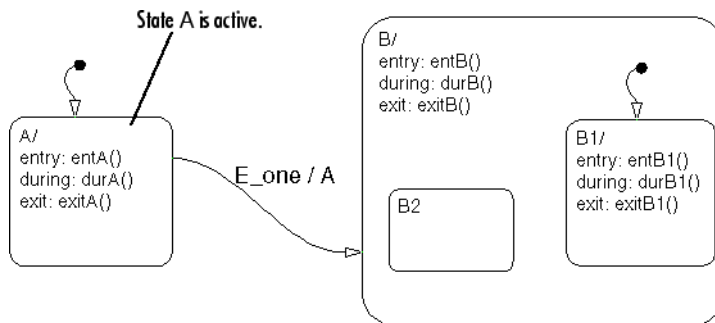 State A is active.
A/
entry: entA()
during: durA()
exit: exitA()
E_one / A
B/
entry: entB()
during: durB()
exit: exitB()
B2
B1/
entry: entB1()
during: durB1()
exit: exitB1()